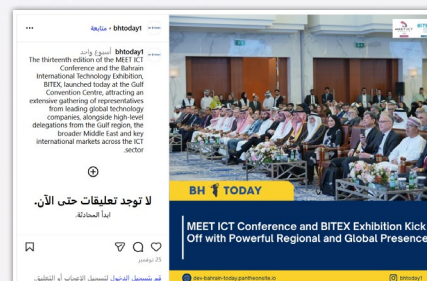 bhtoday1 • متابعة
bhtoday1 أسبوع واحد
The thirteenth edition of the MEET ICT
Conference and the Bahrain
International Technology Exhibition,
BITEX, launched today at the Gulf
Convention Centre, attracting an
extensive gathering of representatives
from leading global technology
companies, alongside high-level
delegations from the Gulf region, the
broader Middle East and key
international markets across the ICT
.sector
لا توجد تعليقات حتى الآن.
ابدأ المحادثة.
25 نوفمبر
قم بتسجيل الدخول لتسجيل الإعجاب أو التعليق.
BH TODAY
MEET ICT Conference and BITEX Exhibition Kick
Off with Powerful Regional and Global Presence
dev-bahrain-today.pantheonsite.io
bhtoday1